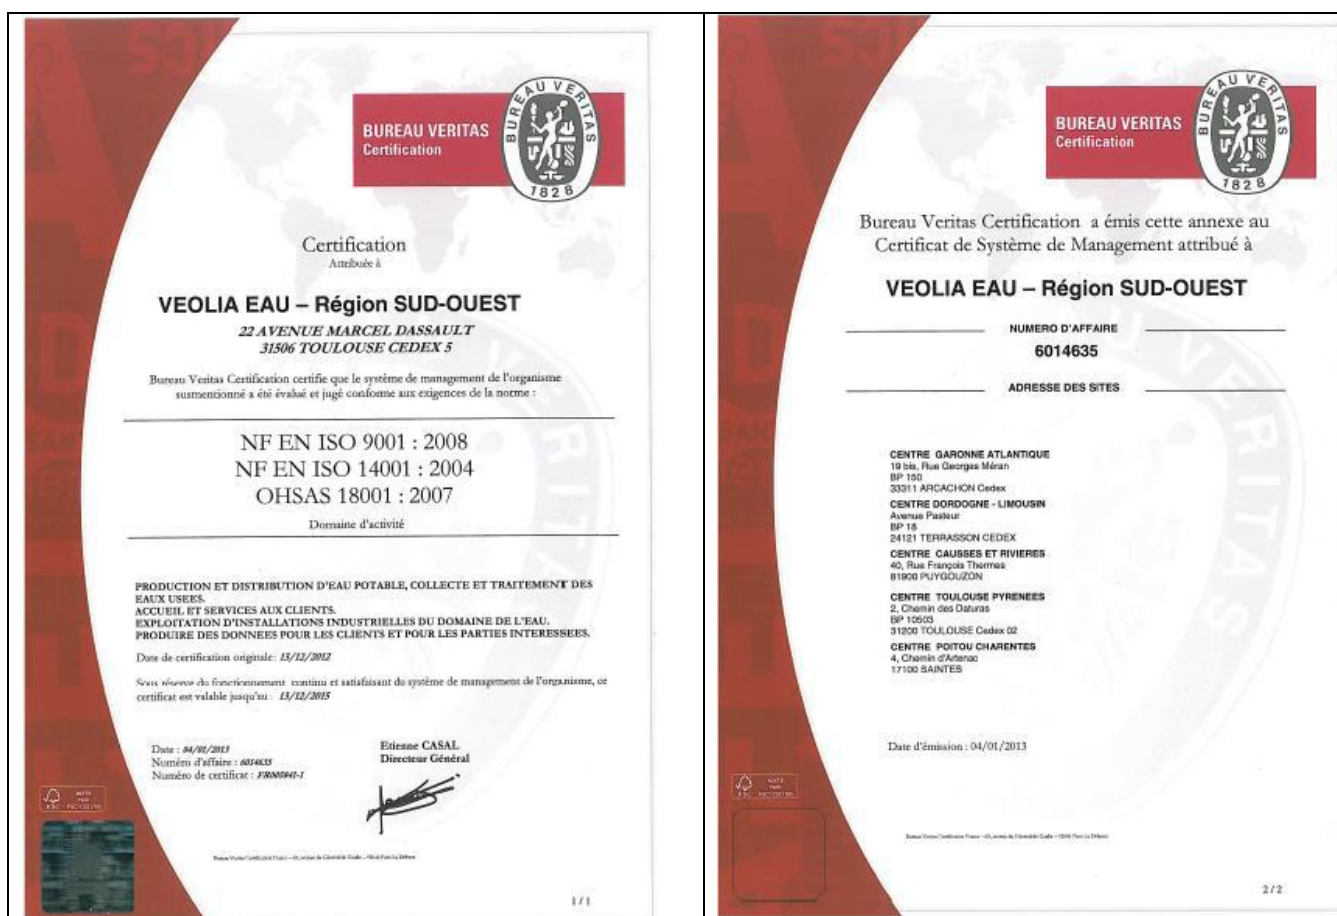 BUREAU VERITAS
Certification
BUREAU VERITAS
1828
Certification
Attribuée à
VEOLIA EAU – Région SUD-OUEST
22 AVENUE MARCEL DASSAULT
31506 TOULOUSE CEDEX 5
Bureau Veritas Certification certifie que le système de management de l'organisme
susmentionné a été évalué et jugé conforme aux exigences de la norme :
NF EN ISO 9001 : 2008
NF EN ISO 14001 : 2004
OHSAS 18001 : 2007
Domaine d'activité
PRODUCTION ET DISTRIBUTION D'EAU POTABLE, COLLECTE ET TRAITEMENT DES
EAUX USEES.
ACCUEIL ET SERVICES AUX CLIENTS.
EXPLOITATION D'INSTALLATIONS INDUSTRIELLES DU DOMAINE DE L'EAU.
PRODUIRE DES DONNEES POUR LES CLIENTS ET POUR LES PARTIES INTERESSEES.
Date de certification originale : 13/12/2012
Sous réserve du fonctionnement continu et satisfaisant du système de management de l'organisme, ce
certificat est valable jusqu'au : 13/12/2015
Date : 04/01/2013
Numéro d'affaire : 6014635
Numéro de certificat :
Etienne CASAL
Directeur Général
1/1
BUREAU VERITAS
Certification
BUREAU VERITAS
1828
Bureau Veritas Certification a émis cette annexe au
Certificat de Système de Management attribué à
VEOLIA EAU – Région SUD-OUEST
NUMERO D'AFFAIRE
6014635
ADRESSE DES SITES
CENTRE GARONNE ATLANTIQUE
19 bis, Rue Georges Méran
BP 150
33311 ARCACHON Cedex
CENTRE DORDOGNE - LIMOUSIN
Avenue Pasteur
BP 18
24121 TERRASSON CEDEX
CENTRE CAUSSES ET RIVIERES
40, Rue François Thermes
81900 PUYGOUZON
CENTRE TOULOUSE PYRENEES
2, Chemin des Daturas
BP 10503
31200 TOULOUSE Cedex 02
CENTRE POITOU CHARENTES
4, Chemin d'Artenac
17100 SAINTES
Date d'émission : 04/01/2013
2/2